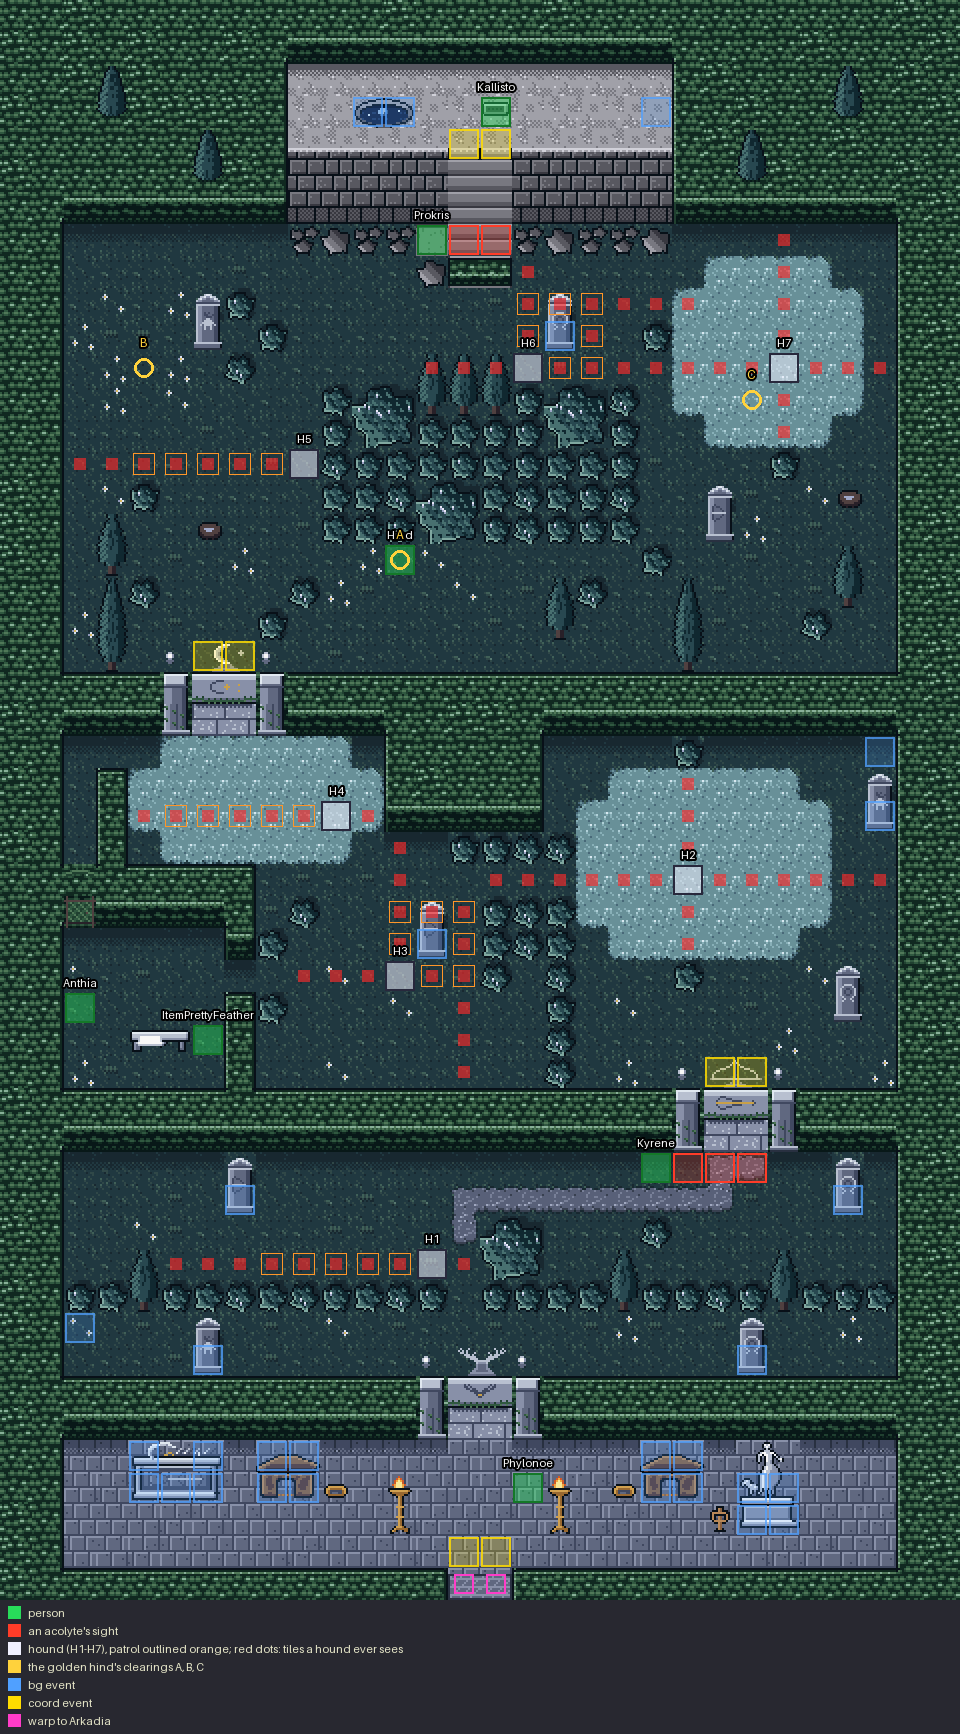 Kallisto
Prokris
B
H6
H7
C
H5
HAd
H4
H2
H3
Anthia
ItemPrettyFeather
Kyrene
H1
Phylonoe
person
an acolyte's sight
hound (H1-H7), patrol outlined orange; red dots: tiles a hound ever sees
the golden hind's clearings A, B, C
bg event
coord event
warp to Arkadia